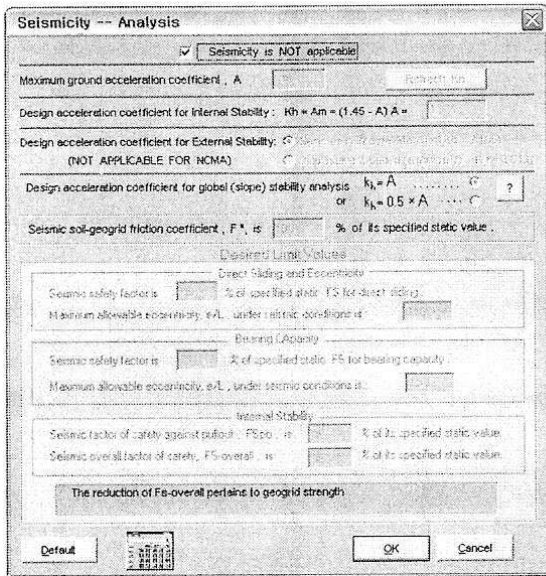 Seismicity -- Analysis
Seismicity is NOT applicable
Maximum ground acceleration coefficient , A
Design acceleration coefficient for Internal Stability : Kh = Am = (1.45 - A) A =
Design acceleration coefficient for External Stability:
(NOT APPLICABLE FOR NCMA)
Design acceleration coefficient for global (slope) stability analysis kh = A ........
or kh = 0.5 × A ....
?
Seismic soil-geogrid friction coefficient , F*, is % of its specified static value .
Desired Limit Values
Direct Sliding and Eccentricity
Seismic safety factor is % of specified static FS for direct sliding.
Maximum allowable eccentricity, e/L , under seismic conditions is :
Bearing CApacity
Seismic safety factor is % of specified static FS for bearing capacity .
Maximum allowable eccentricity, e/L , under seismic conditions is :
Internal Stability
Seismic factor of safety against pullout , FSpo , is % of its specified static value.
Seismic overall factor of safety, FS-overall , is % of its specified static value.
The reduction of Fs-overall pertains to geogrid strength
Default
OK
Cancel